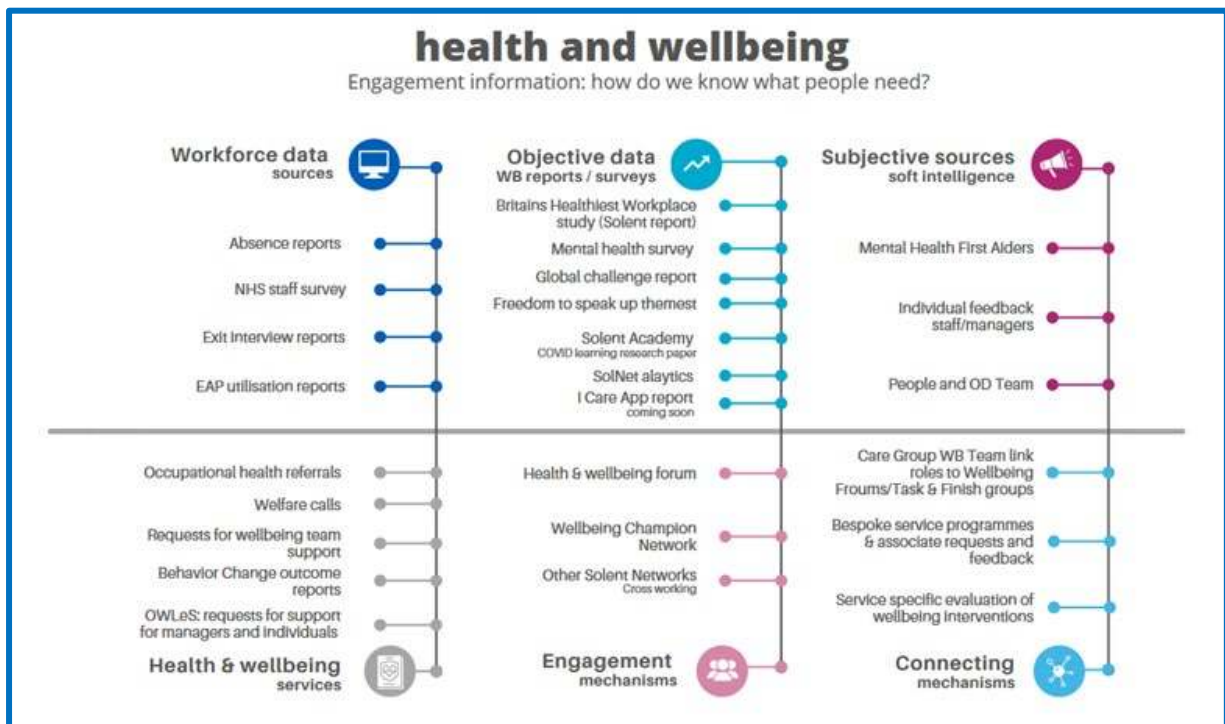 health and wellbeing
Engagement information: how do we know what people need?
Workforce data
sources
Absence reports
NHS staff survey
Exit Interview reports
EAP utilisation reports
Objective data
WB reports / surveys
Britains Healthiest Workplace
study (Solent report)
Mental health survey
Global challenge report
Freedom to speak up themest
Solent Academy
COVID learning research paper
SolNet alaytics
I Care App report
coming soon
Subjective sources
soft intelligence
Mental Health First Aiders
Individual feedback
staff/managers
People and OD Team
Occupational health referrals
Welfare calls
Requests for wellbeing team
support
Behavior Change outcome
reports
OWLeS: requests for support
for managers and individuals
Health & wellbeing
services
Health & wellbeing forum
Wellbeing Champion
Network
Other Solent Networks
Cross working
Engagement
mechanisms
Care Group WB Team link
roles to Wellbeing
Froums/Task & Finish groups
Bespoke service programmes
& associate requests and
feedback
Service specific evaluation of
wellbeing interventions
Connecting
mechanisms